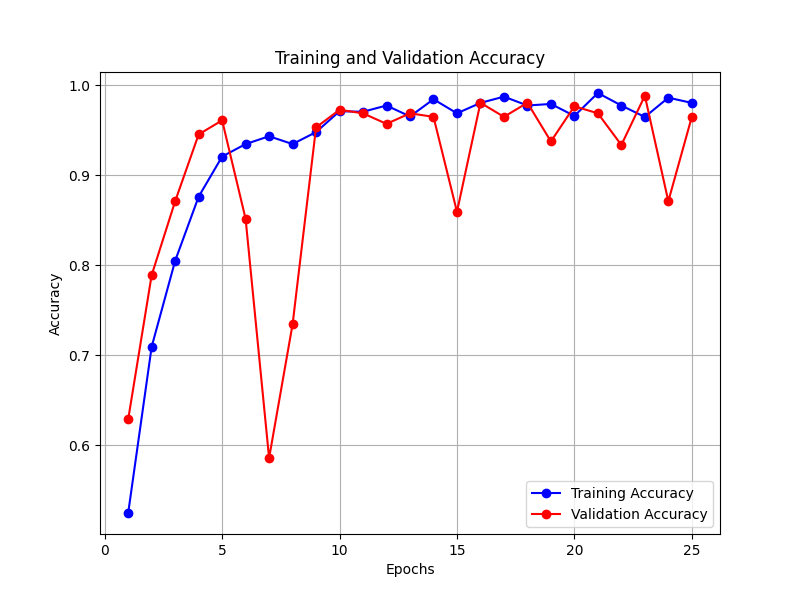 Training and Validation Accuracy
1.0
0.9
0.8
0.7
0.6
Accuracy
0
5
10
15
20
25
Epochs
Training Accuracy
Validation Accuracy